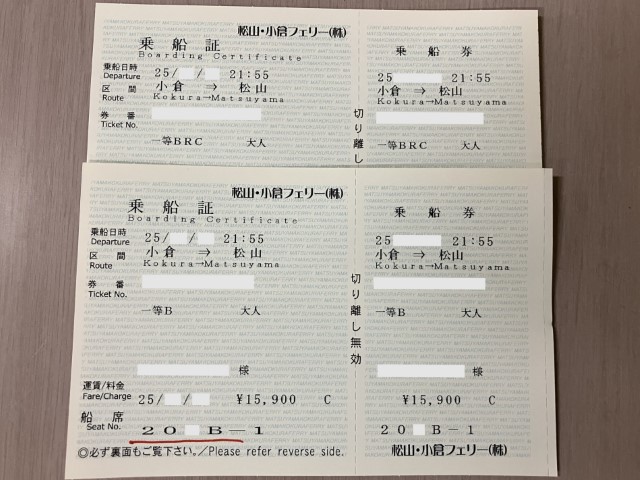 松山・小倉フェリー(株)
乗船証
Boarding Certificate
乗船日時 25/ / 21:55
Departure
区間 小倉 ⇒ 松山
Route Kokura→Matsuyama
券番
Ticket No.
一等BRC 大人
切り離し
乗船券
25 21:55
小倉 ⇒ 松山
Kokura→Matsuyama
一等BRC 大人
松山・小倉フェリー(株)
乗船証
Boarding Certificate
乗船日時 25/ / 21:55
Departure
区間 小倉 ⇒ 松山
Route Kokura→Matsuyama
券番
Ticket No.
一等B 大人
様
運賃/料金
Fare/Charge 25/ / ¥15,900 C
船席
Seat No. 20 B-1
◎必ず裏面もご覧下さい。/Please refer reverse side.
切り離し無効
乗船券
25 21:55
小倉 ⇒ 松山
Kokura→Matsuyama
一等B 大人
様
¥15,900 C
20 B-1
松山・小倉フェリー(株)